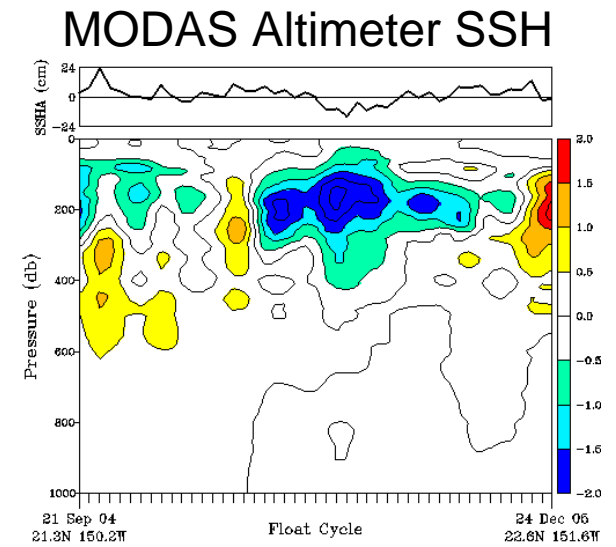 MODAS Altimeter SSH
SSHA (cm)
24
0
-24
Pressure (db)
0
200
400
600
800
1000
2.0
1.5
1.0
0.5
0.0
-0.5
-1.0
-1.5
-2.0
21 Sep 04
21.3N 150.2W
Float Cycle
24 Dec 05
22.6N 151.6W